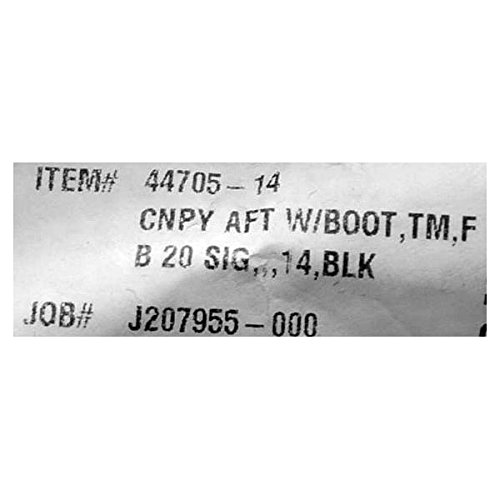 ITEM# 44705-14
CNPY AFT W/BOOT,TM,F
B 20 SIG,,,14,BLK
JOB# J207955-000